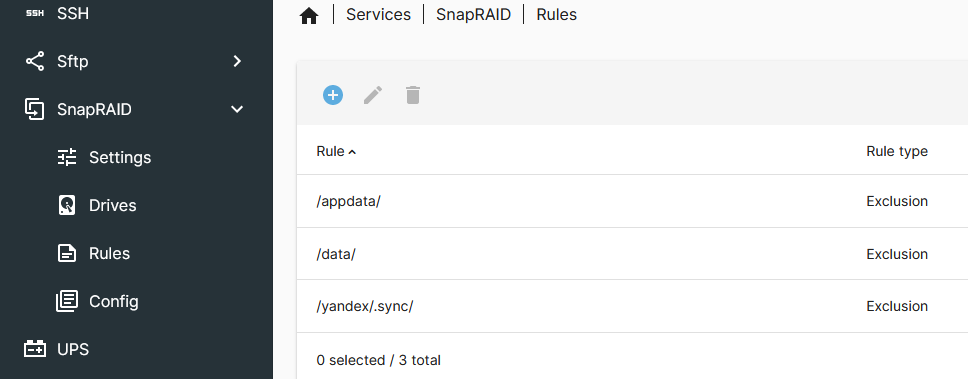 SSH SSH
Sftp
SnapRAID
Settings
Drives
Rules
Config
UPS
Services | SnapRAID | Rules
Rule Rule type
/appdata/ Exclusion
/data/ Exclusion
/yandex/.sync/ Exclusion
0 selected / 3 total